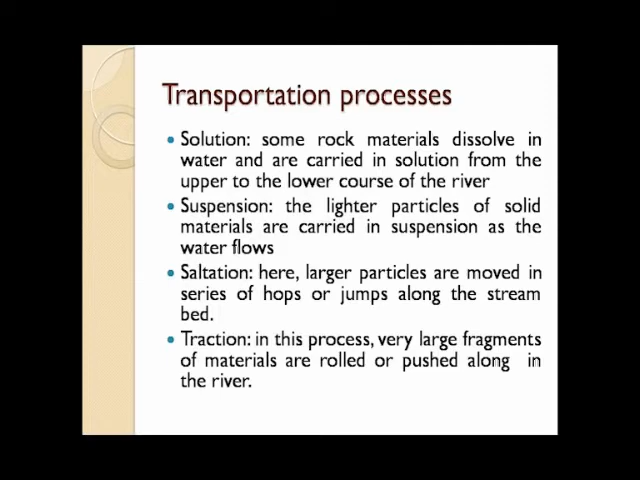 Transportation processes
• Solution: some rock materials dissolve in
water and are carried in solution from the
upper to the lower course of the river
• Suspension: the lighter particles of solid
materials are carried in suspension as the
water flows
• Saltation: here, larger particles are moved in
series of hops or jumps along the stream
bed.
• Traction: in this process, very large fragments
of materials are rolled or pushed along in
the river.